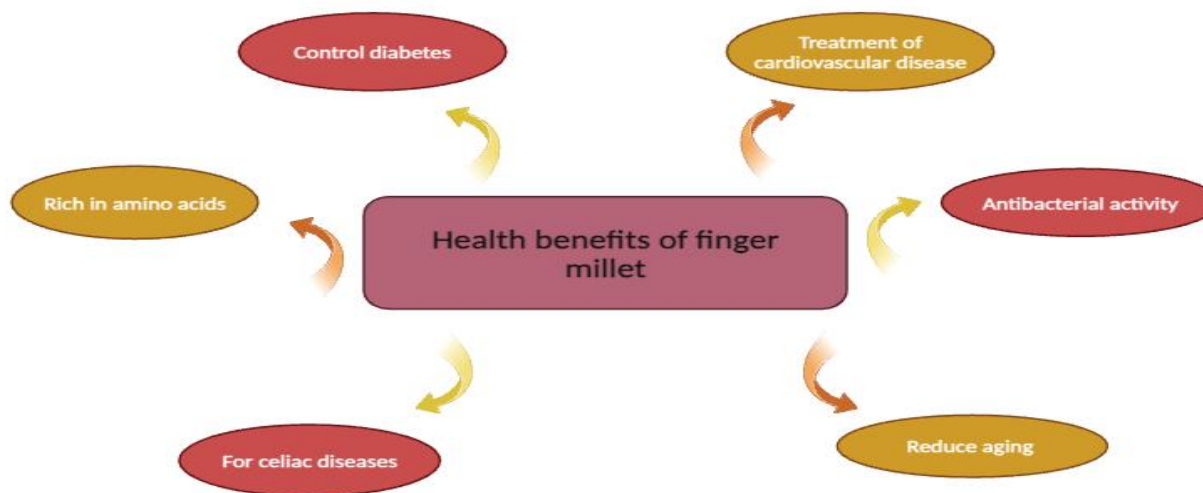 Control diabetes
Treatment of
cardiovascular disease
Rich in amino acids
Antibacterial activity
Health benefits of finger
millet
For celiac diseases
Reduce aging